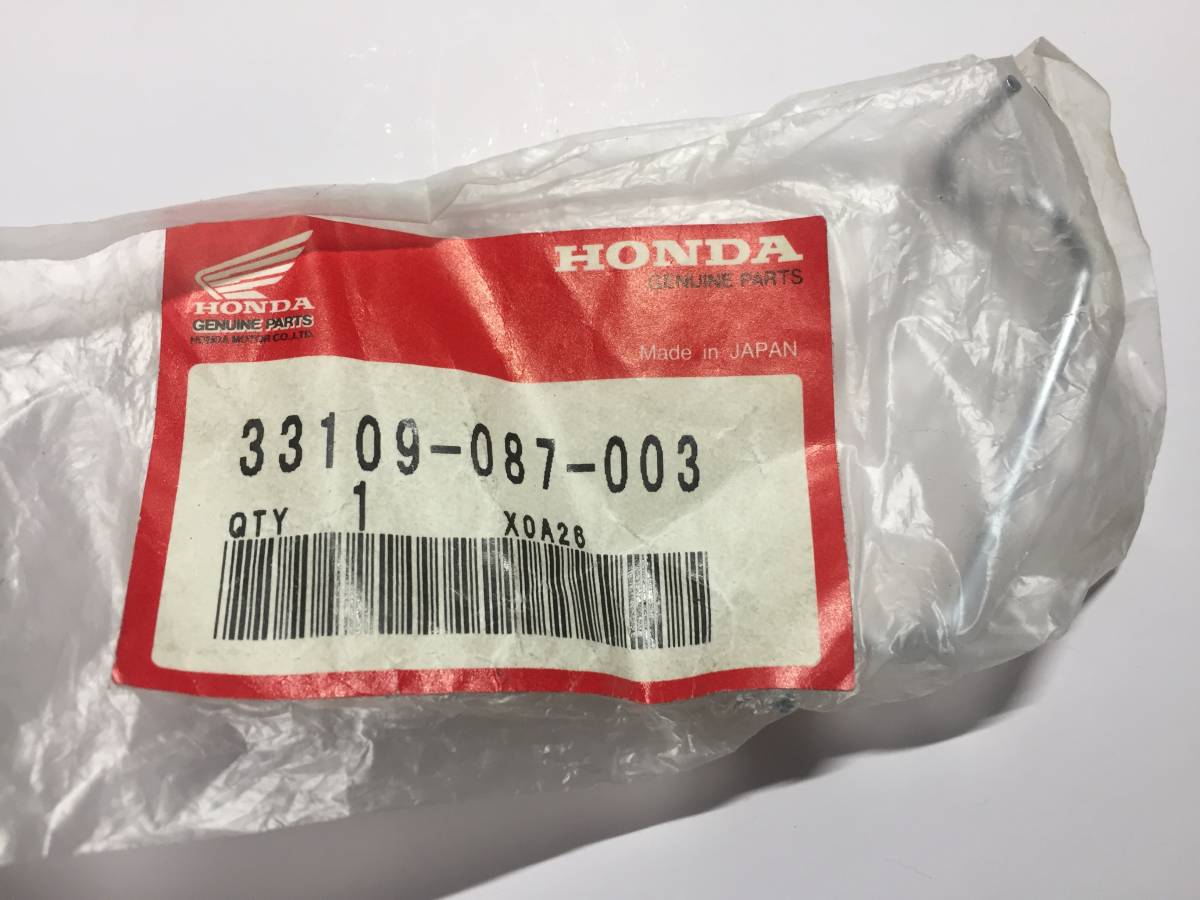 HONDA
GENUINE PARTS
HONDA MOTOR CO.,LTD.
HONDA
GENUINE PARTS
Made in JAPAN
33109-087-003
QTY 1 X0A26